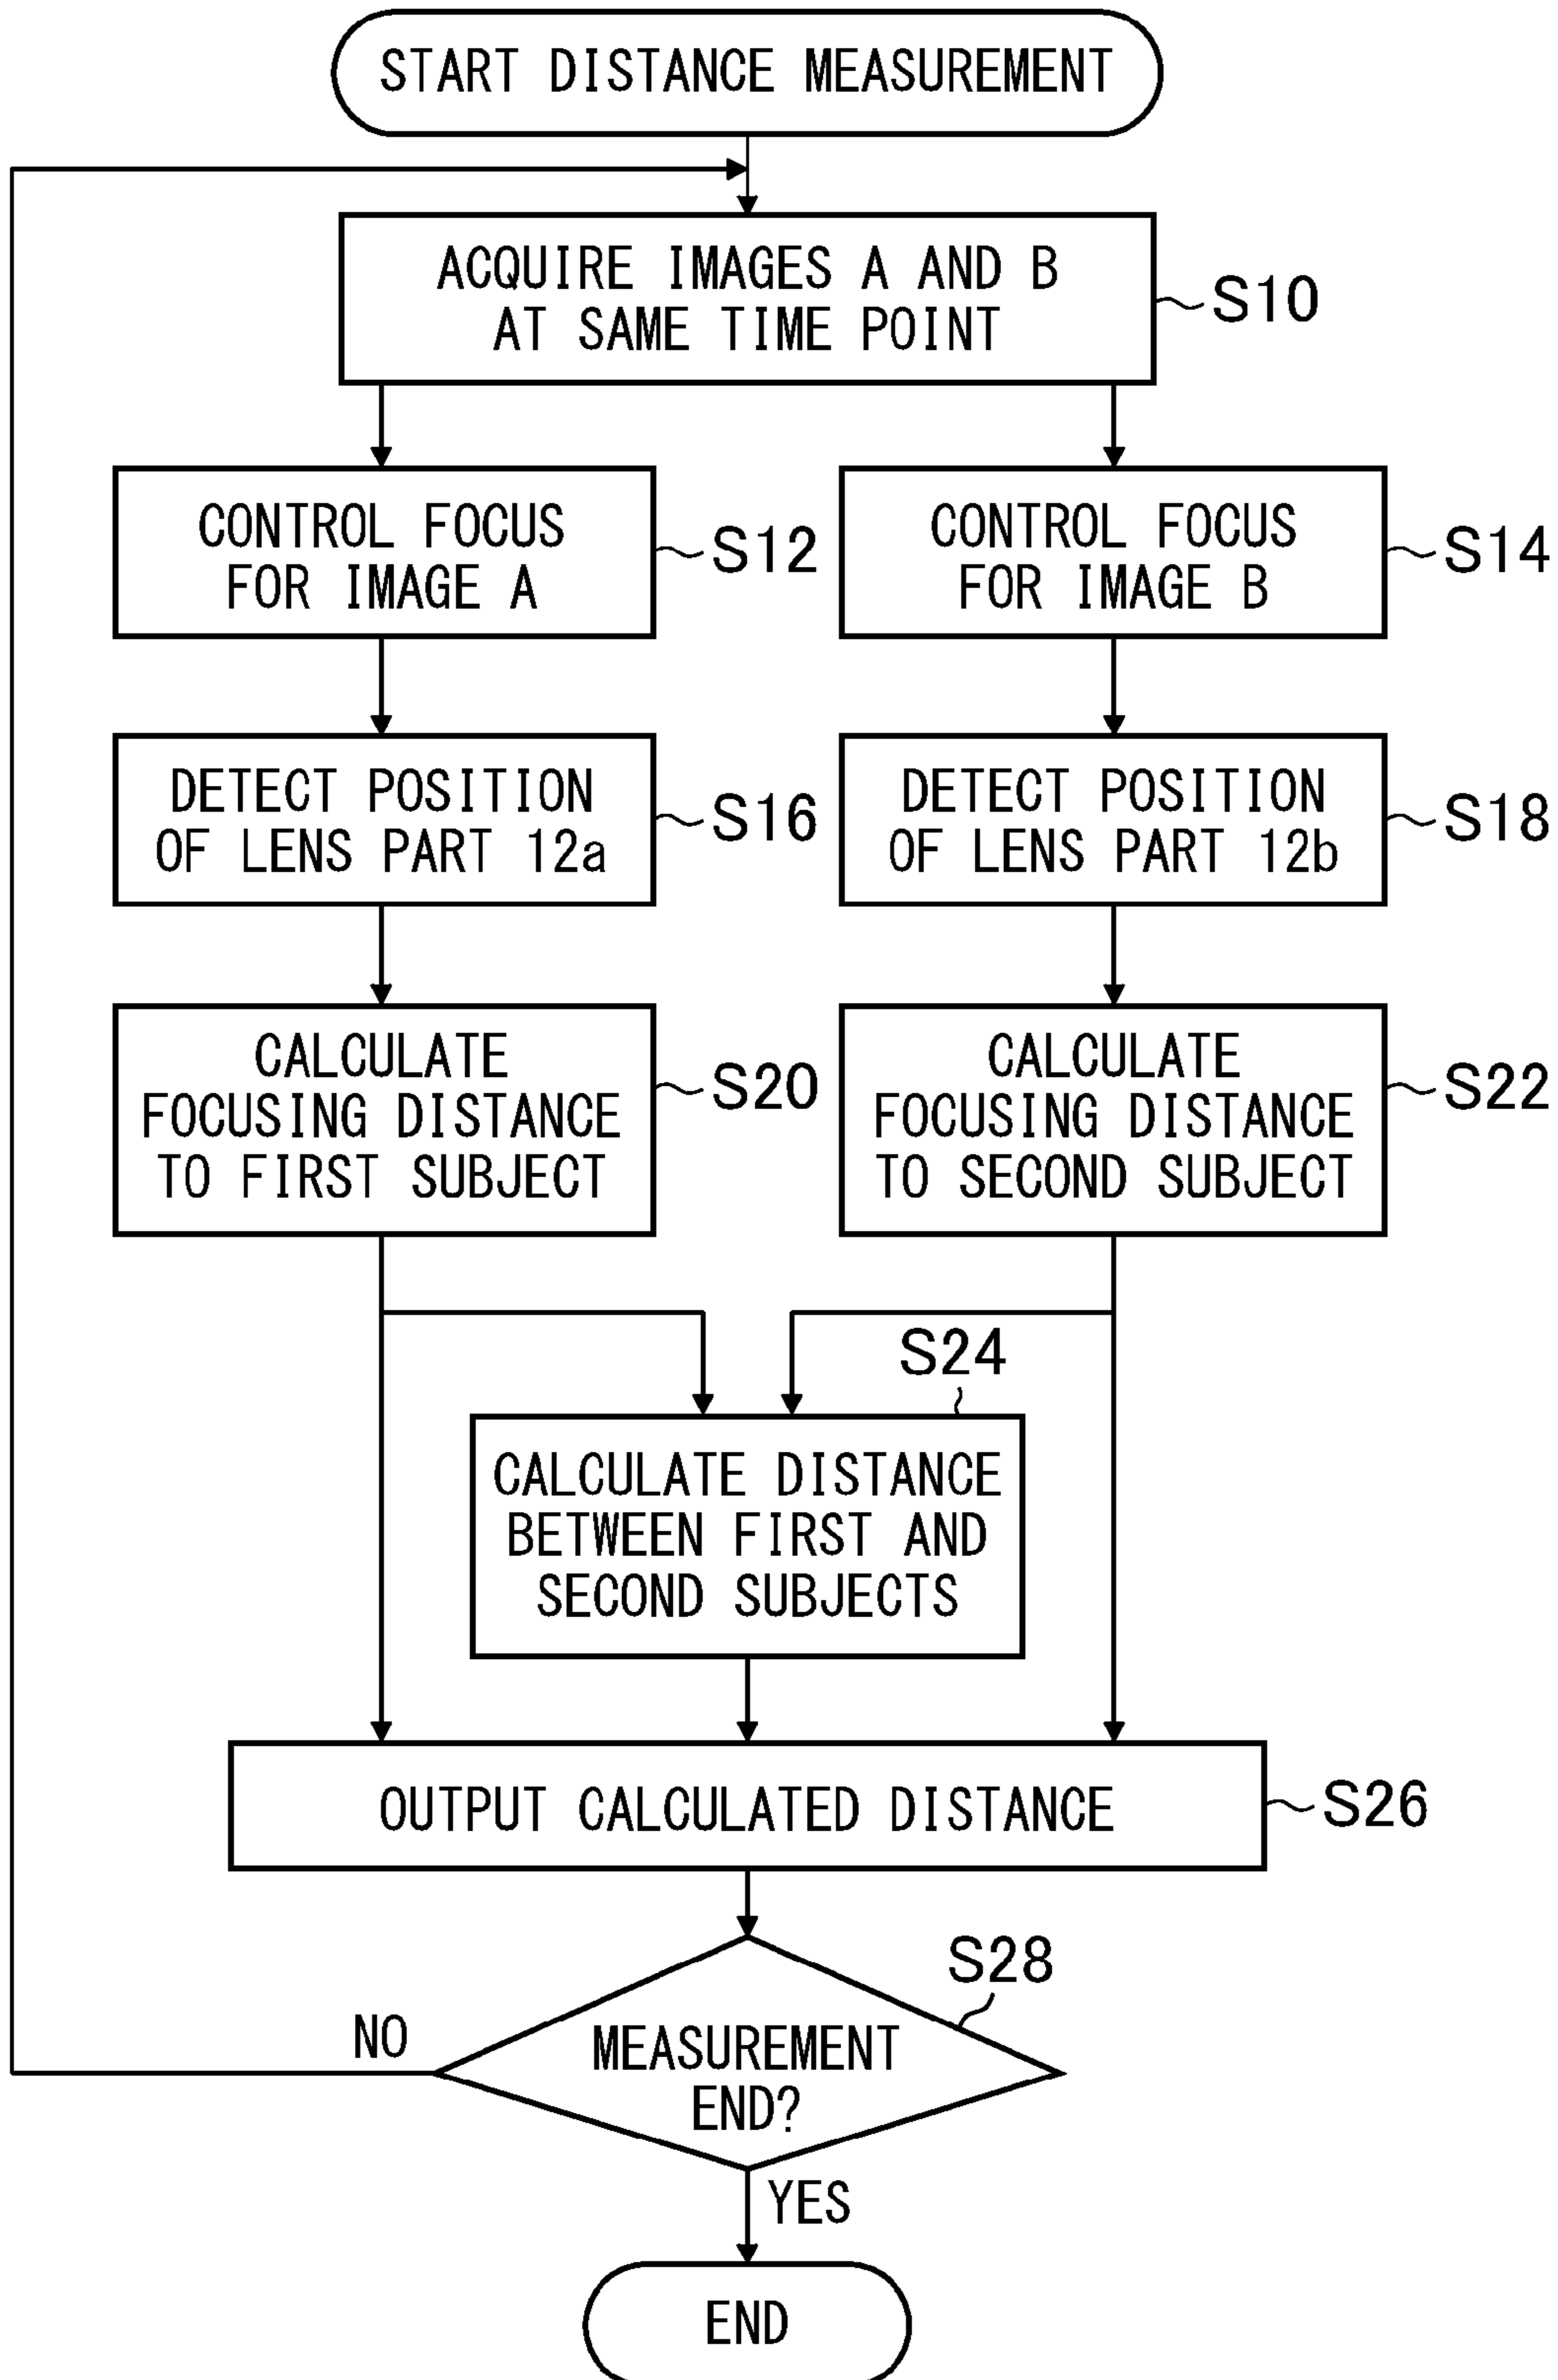 START DISTANCE MEASUREMENT
ACQUIRE IMAGES A AND B
AT SAME TIME POINT
S10
CONTROL FOCUS
FOR IMAGE A
S12
CONTROL FOCUS
FOR IMAGE B
S14
DETECT POSITION
OF LENS PART 12a
S16
DETECT POSITION
OF LENS PART 12b
S18
CALCULATE
FOCUSING DISTANCE
TO FIRST SUBJECT
S20
CALCULATE
FOCUSING DISTANCE
TO SECOND SUBJECT
S22
S24
CALCULATE DISTANCE
BETWEEN FIRST AND
SECOND SUBJECTS
OUTPUT CALCULATED DISTANCE
S26
S28
NO
MEASUREMENT
END?
YES
END